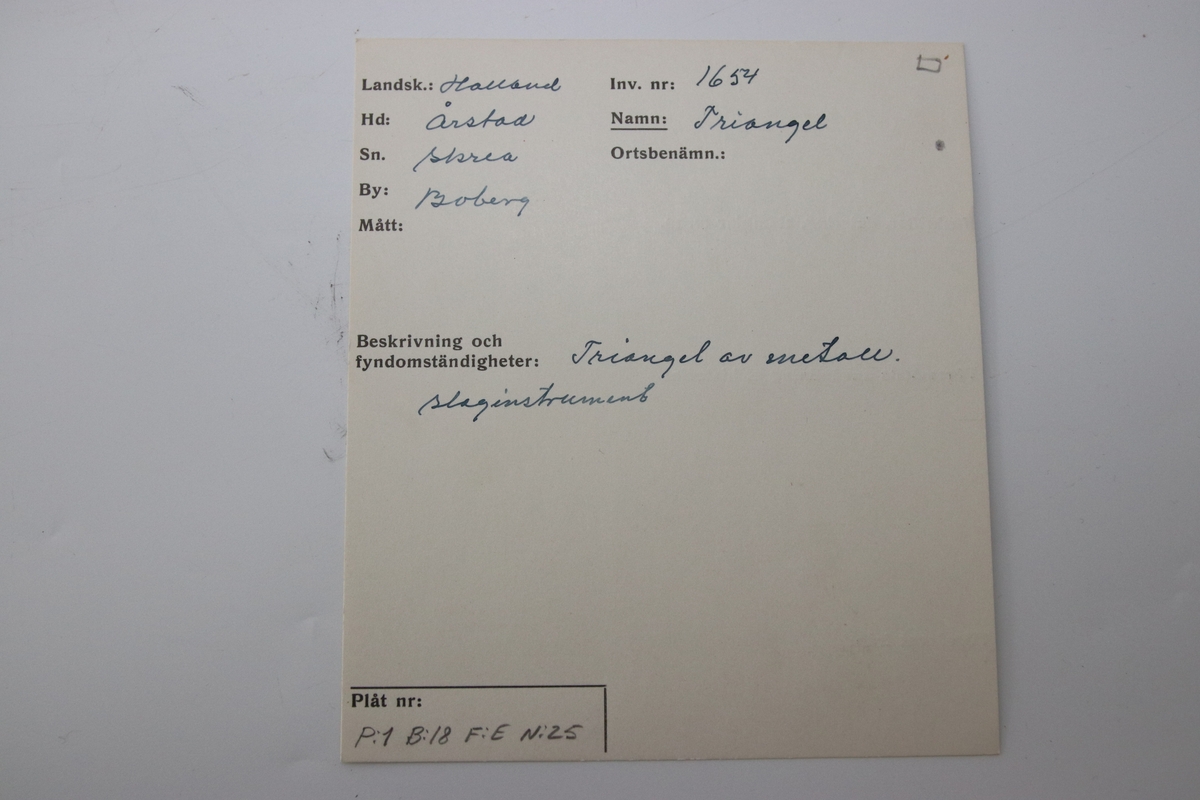 Landsk.: Halland
Hd: Årstad
Sn. Skrea
By: Boberg
Mått:
Inv. nr: 1654
Namn: Triangel
Ortsbenämn.:
Beskrivning och
fyndomständigheter: Triangel av metall.
slaginstrument
Plåt nr:
P:1 B:18 F:E N:25